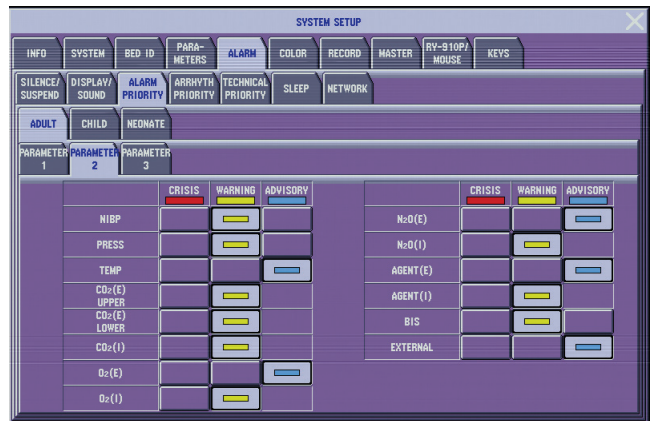 SYSTEM SETUP
INFO SYSTEM BED ID PARA-METERS ALARM COLOR RECORD MASTER RY-910P/MOUSE KEYS
SILENCE/SUSPEND DISPLAY/SOUND ALARM PRIORITY ARRHYTH PRIORITY TECHNICAL PRIORITY SLEEP NETWORK
ADULT CHILD NEONATE
PARAMETER 1 PARAMETER 2 PARAMETER 3
CRISIS WARNING ADVISORY
NIBP
PRESS
TEMP
CO2(E) UPPER
CO2(E) LOWER
CO2(I)
O2(E)
O2(I)
CRISIS WARNING ADVISORY
N2O(E)
N2O(I)
AGENT(E)
AGENT(I)
BIS
EXTERNAL